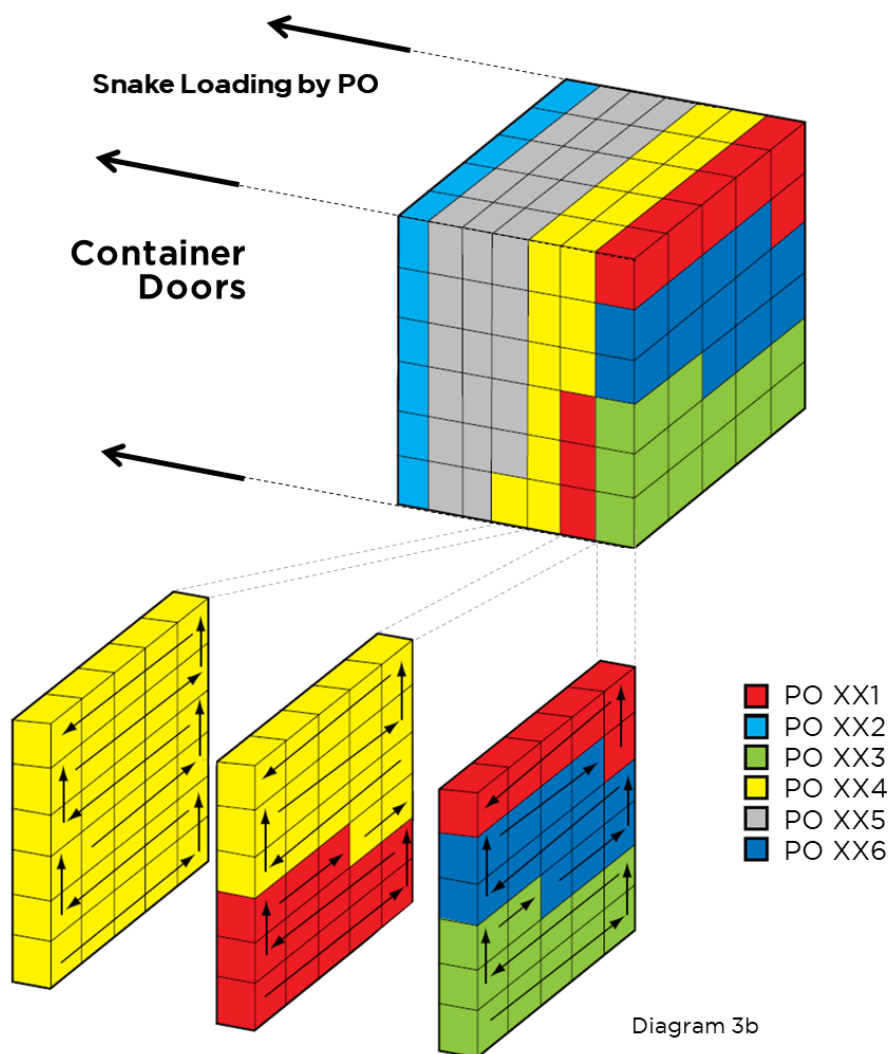 Snake Loading by PO
Container
Doors
PO XX1
PO XX2
PO XX3
PO XX4
PO XX5
PO XX6
Diagram 3b